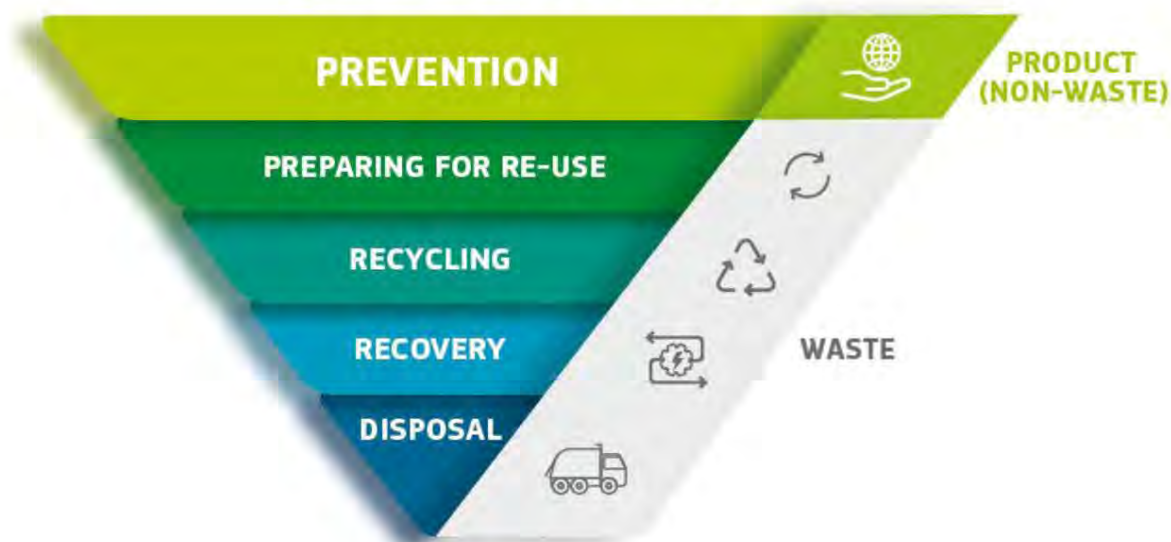 PREVENTION
PRODUCT
(NON-WASTE)
PREPARING FOR RE-USE
RECYCLING
RECOVERY
WASTE
DISPOSAL